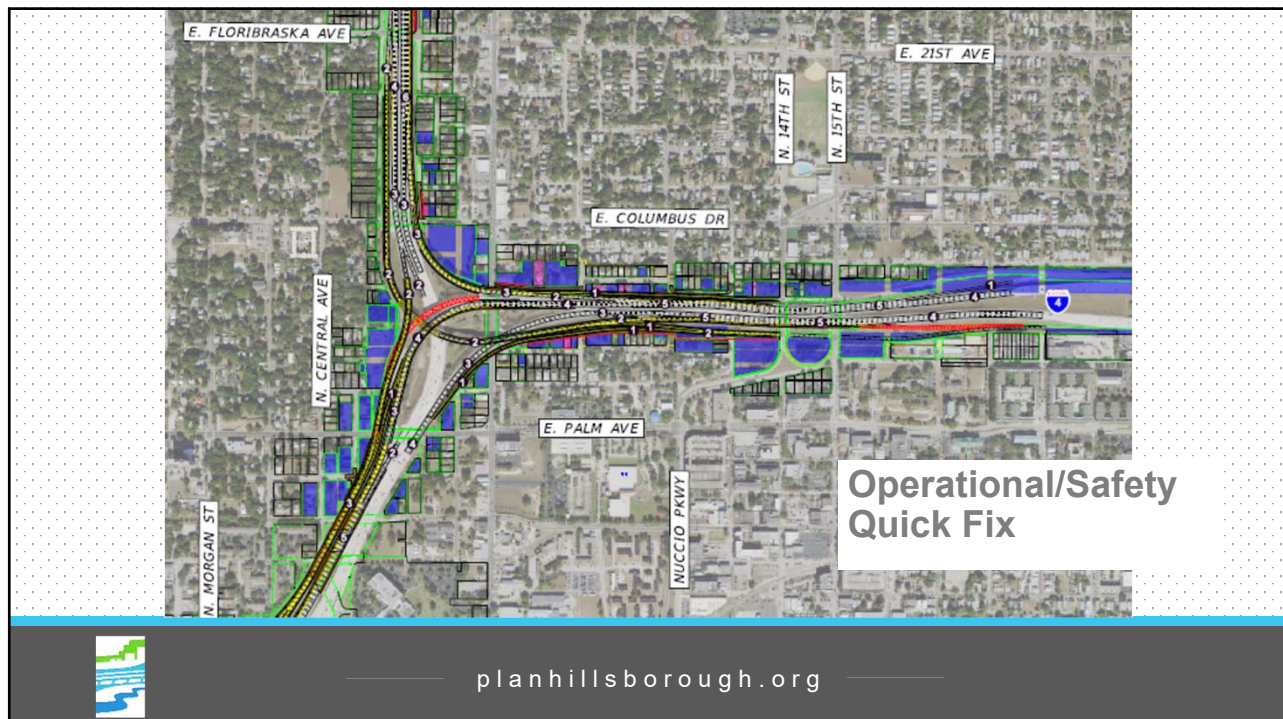 E. FLORIBRASKA AVE
E. 21ST AVE
N. 14TH ST
N. 15TH ST
E. COLUMBUS DR
4
N. CENTRAL AVE
E. PALM AVE
N. MORGAN ST
NUCCIO PKWY
Operational/Safety
Quick Fix
planhillsborough.org